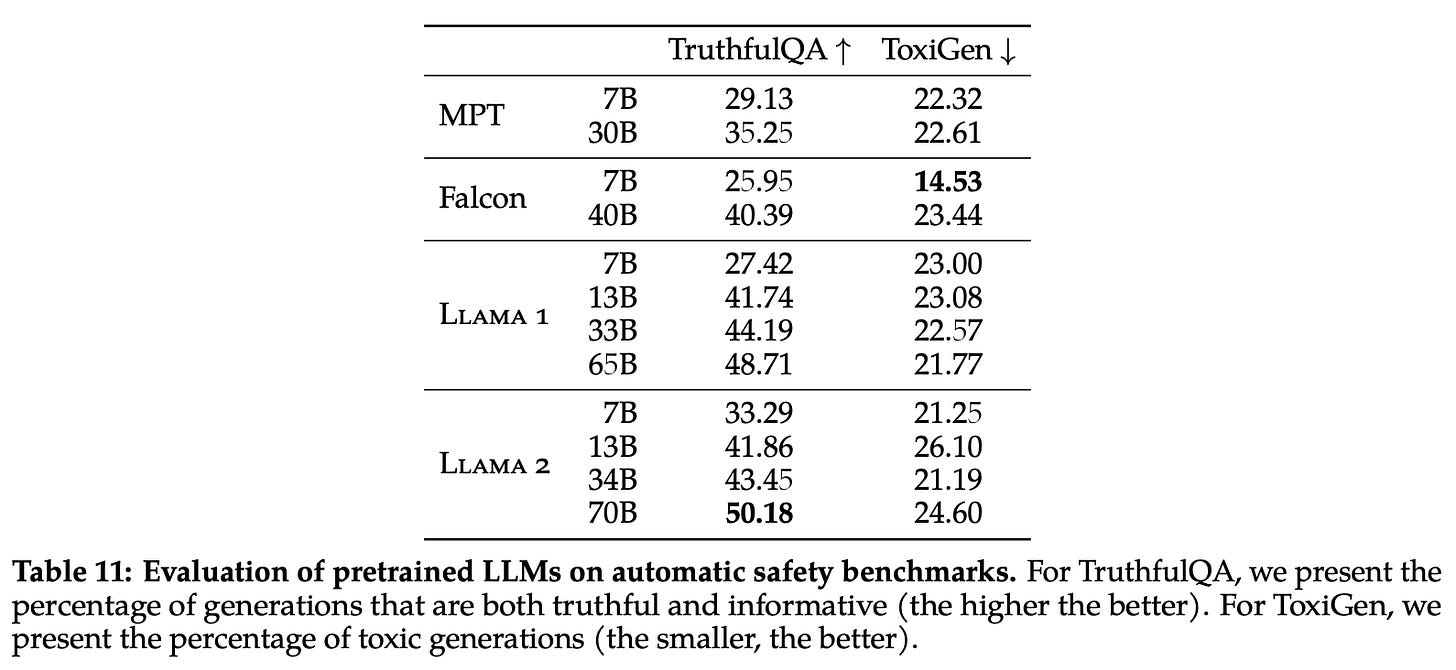 TruthfulQA ↑ ToxiGen ↓
MPT
7B 29.13 22.32
30B 35.25 22.61
Falcon
7B 25.95 14.53
40B 40.39 23.44
Llama 1
7B 27.42 23.00
13B 41.74 23.08
33B 44.19 22.57
65B 48.71 21.77
Llama 2
7B 33.29 21.25
13B 41.86 26.10
34B 43.45 21.19
70B 50.18 24.60
Table 11: Evaluation of pretrained LLMs on automatic safety benchmarks. For TruthfulQA, we present the
percentage of generations that are both truthful and informative (the higher the better). For ToxiGen, we
present the percentage of toxic generations (the smaller, the better).